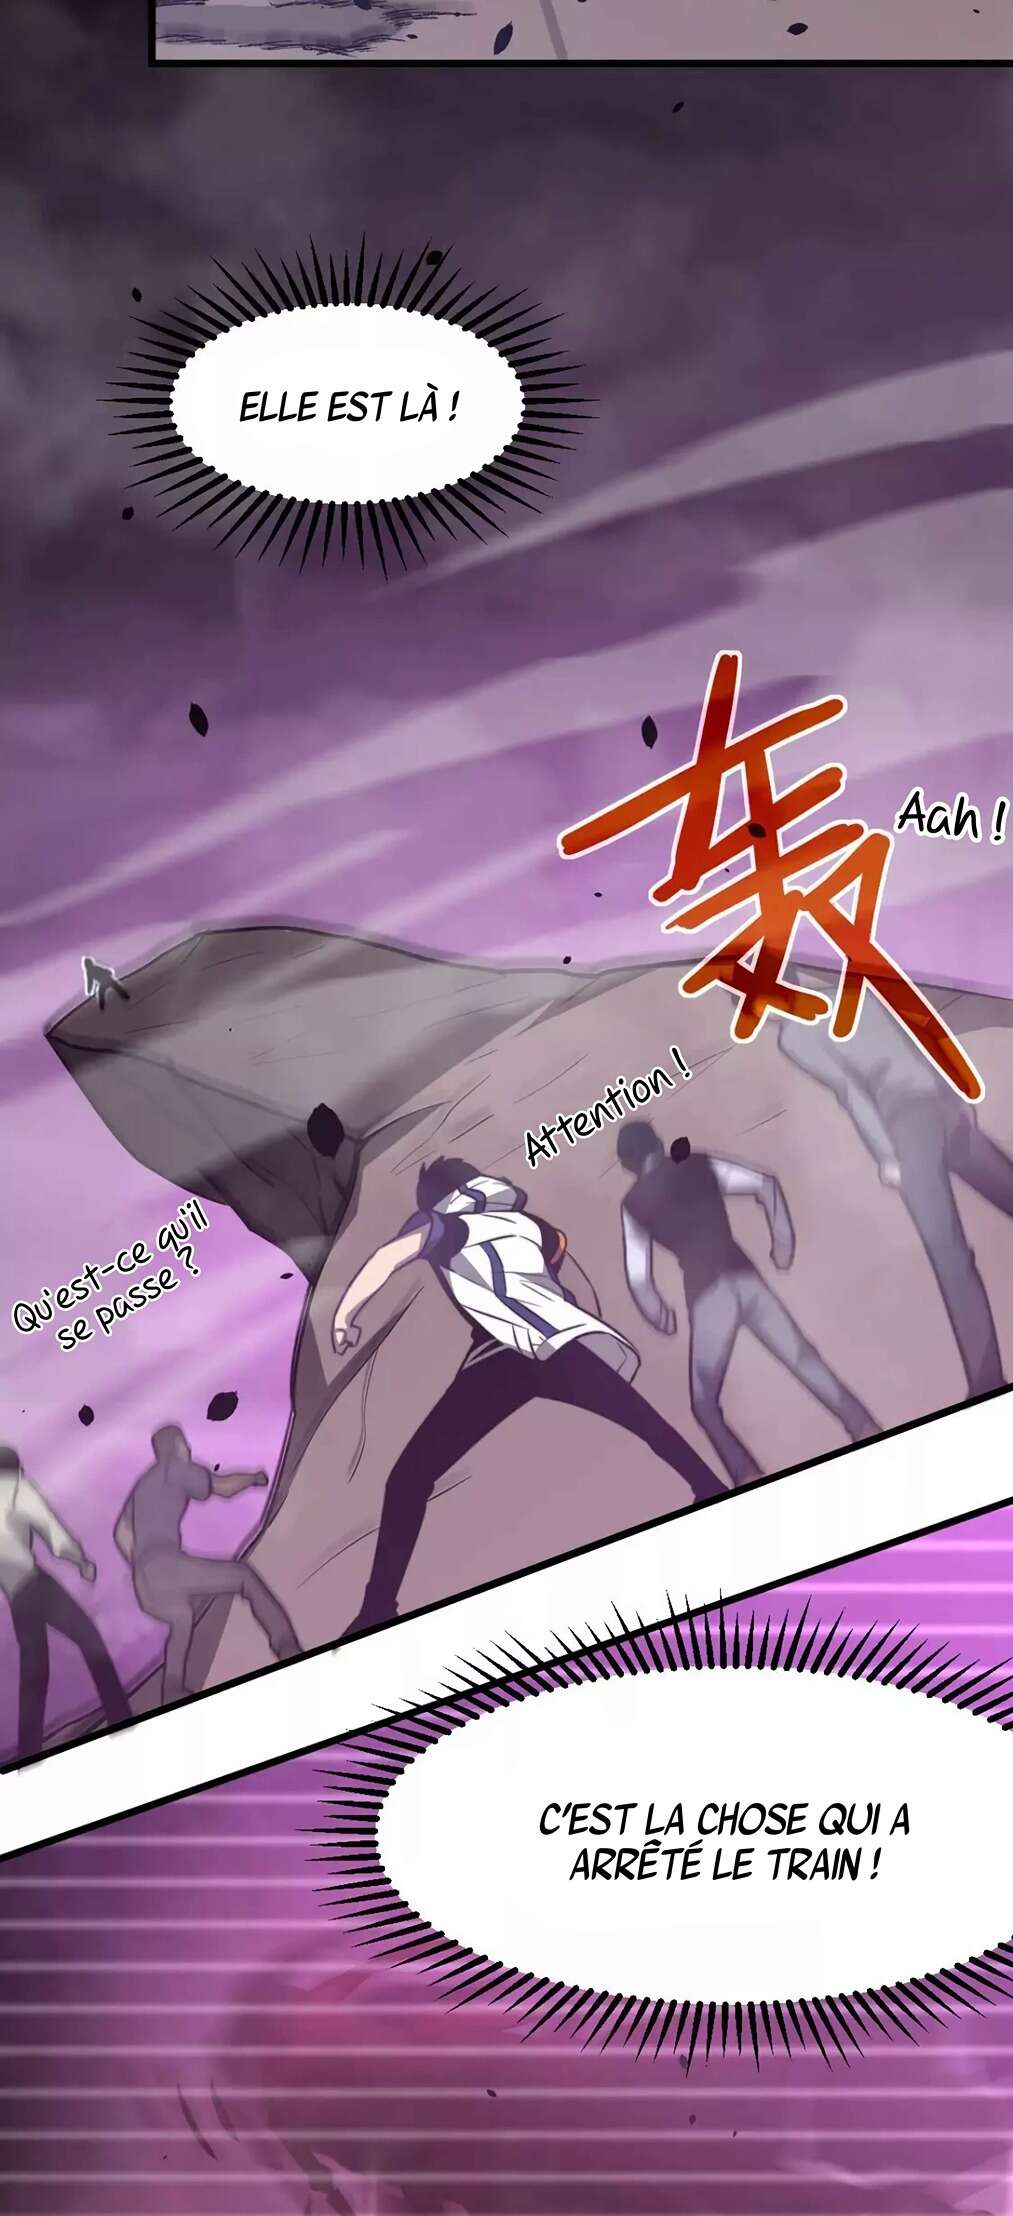 ELLE EST LÀ !
轰
Aah !
Attention !
Qu'est-ce qu'il
se passe ?
C'EST LA CHOSE QUI A
ARRÊTÉ LE TRAIN !